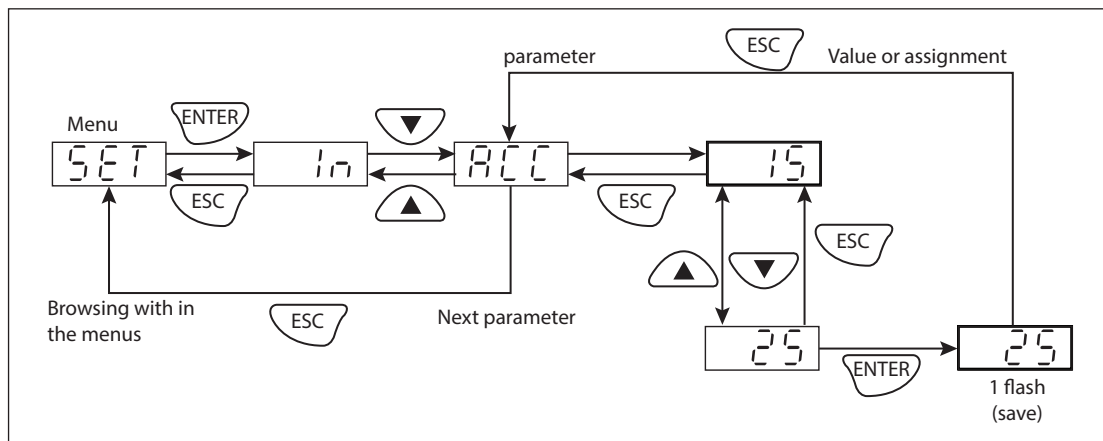 ESC
parameter
Value or assignment
Menu
ENTER
SET
In
ACC
15
ESC
ESC
ESC
Browsing with in
the menus
ESC
Next parameter
25
ENTER
25
1 flash
(save)